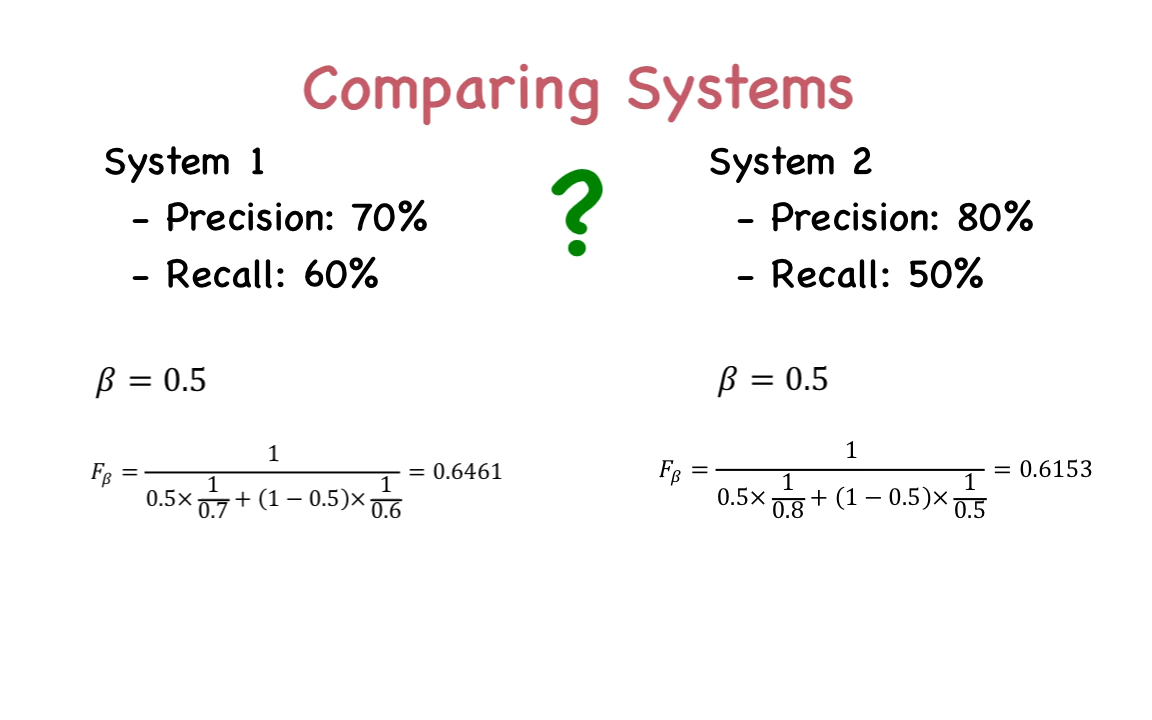 Comparing Systems
System 1
- Precision: 70%
- Recall: 60%
?
System 2
- Precision: 80%
- Recall: 50%
β = 0.5
F_β = 1 / (0.5× 1/0.7 + (1 − 0.5)× 1/0.6) = 0.6461
β = 0.5
F_β = 1 / (0.5× 1/0.8 + (1 − 0.5)× 1/0.5) = 0.6153